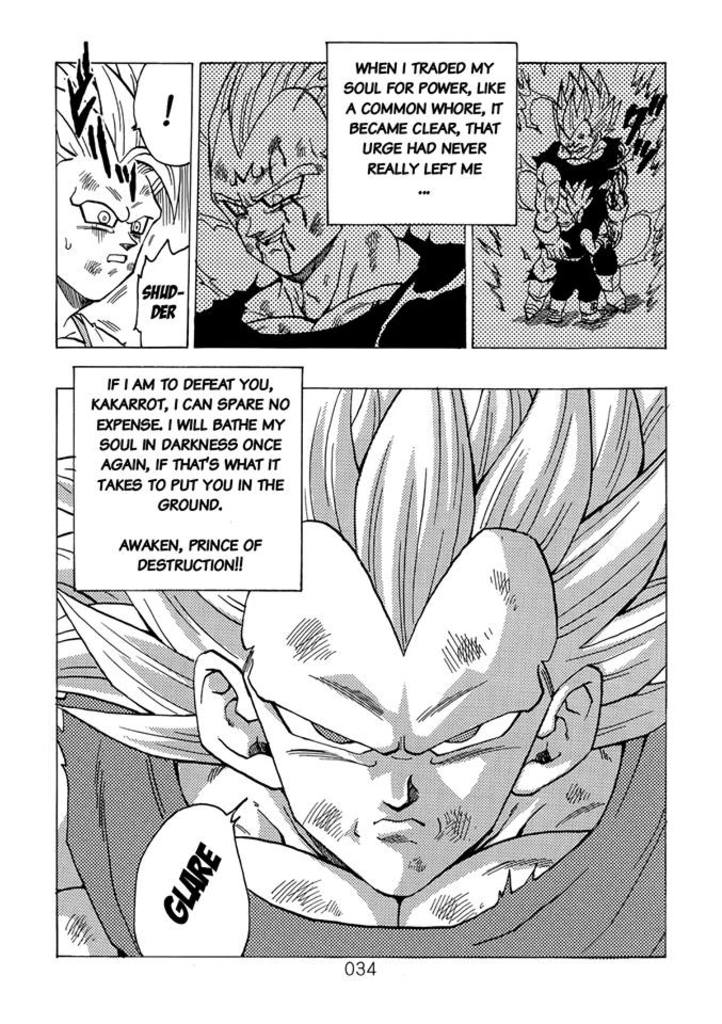 WHEN I TRADED MY
SOUL FOR POWER, LIKE
A COMMON WHORE, IT
BECAME CLEAR, THAT
URGE HAD NEVER
REALLY LEFT ME
...
!
SHUD-
DER
IF I AM TO DEFEAT YOU,
KAKARROT, I CAN SPARE NO
EXPENSE. I WILL BATHE MY
SOUL IN DARKNESS ONCE
AGAIN, IF THAT'S WHAT IT
TAKES TO PUT YOU IN THE
GROUND.
AWAKEN, PRINCE OF
DESTRUCTION!!
GLARE
034